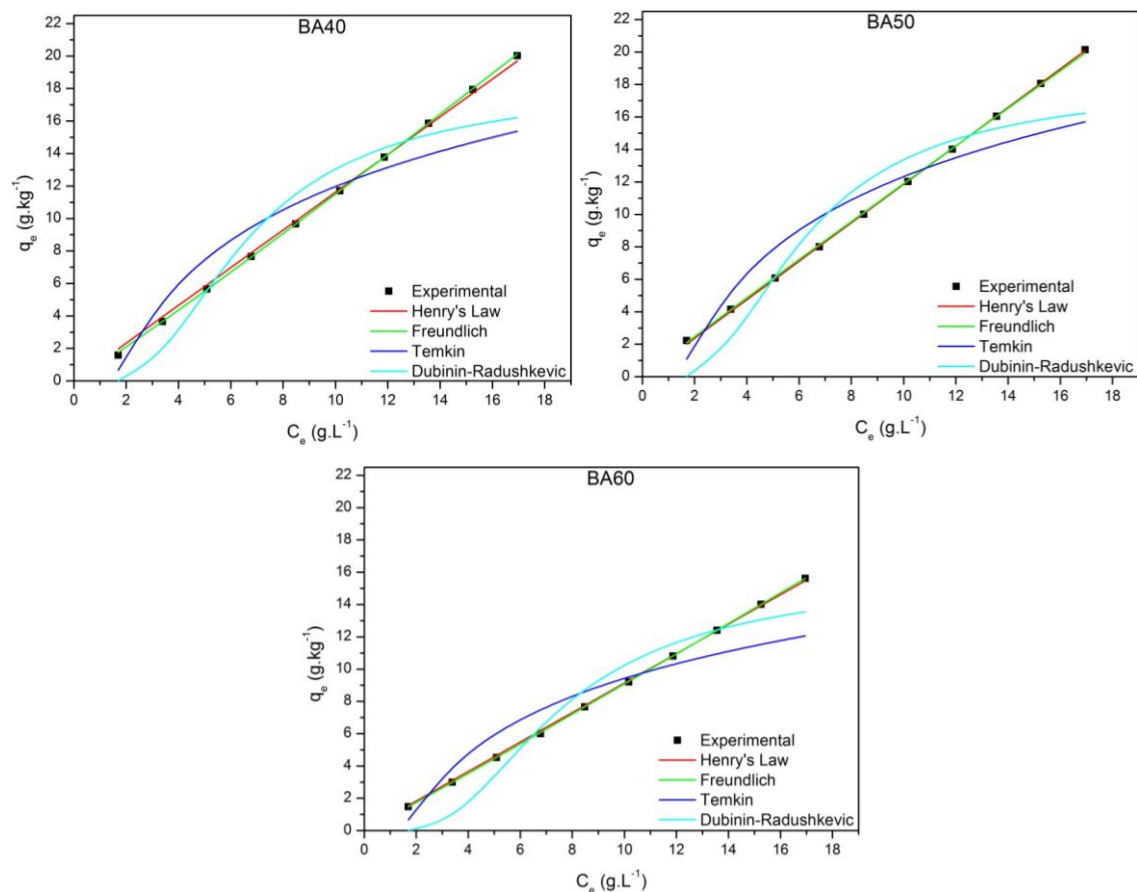 BA40
22
20
18
16
14
12
10
8
6
4
2
0
qₑ (g.kg⁻¹)
Experimental
Henry's Law
Freundlich
Temkin
Dubinin-Radushkevic
0 2 4 6 8 10 12 14 16 18
Cₑ (g.L⁻¹)
BA50
22
20
18
16
14
12
10
8
6
4
2
0
qₑ (g.kg⁻¹)
Experimental
Henry's Law
Freundlich
Temkin
Dubinin-Radushkevic
0 2 4 6 8 10 12 14 16 18
Cₑ (g.L⁻¹)
BA60
22
20
18
16
14
12
10
8
6
4
2
0
qₑ (g.kg⁻¹)
Experimental
Henry's Law
Freundlich
Temkin
Dubinin-Radushkevic
0 2 4 6 8 10 12 14 16 18
Cₑ (g.L⁻¹)